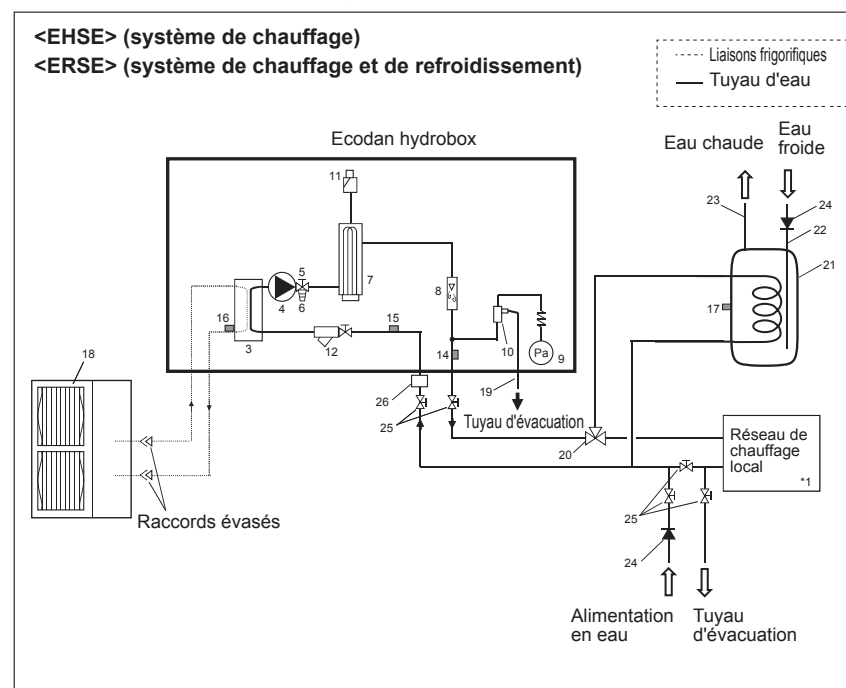 <EHSE> (système de chauffage)
<ERSE> (système de chauffage et de refroidissement)
Liaisons frigorifiques
Tuyau d'eau
Ecodan hydrobox
Eau chaude
Eau
froide
11
23
24
22
5
7
8
21
4
6
16
15
17
3
12
14
10
Pa
9
18
26
19
25
Tuyau d'évacuation
20
Réseau de
chauffage
local
*1
Raccords évasés
25
24
Alimentation
en eau
Tuyau
d'évacuation